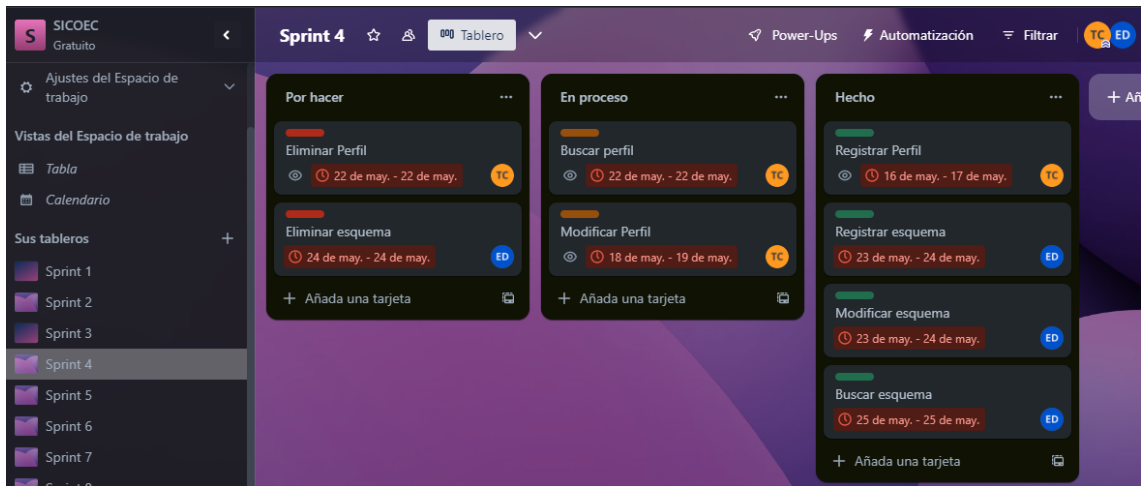 S
SICOEC
Gratuito
Ajustes del Espacio de
trabajo
Vistas del Espacio de trabajo
Tabla
Calendario
Sus tableros
Sprint 1
Sprint 2
Sprint 3
Sprint 4
Sprint 5
Sprint 6
Sprint 7
Sprint 4
Tablero
Power-Ups
Automatización
Filtrar
TC
ED
Por hacer
Eliminar Perfil
22 de may. - 22 de may.
TC
Eliminar esquema
24 de may. - 24 de may.
ED
+ Añada una tarjeta
En proceso
Buscar perfil
22 de may. - 22 de may.
TC
Modificar Perfil
18 de may. - 19 de may.
TC
+ Añada una tarjeta
Hecho
Registrar Perfil
16 de may. - 17 de may.
TC
Registrar esquema
23 de may. - 24 de may.
ED
Modificar esquema
23 de may. - 24 de may.
ED
Buscar esquema
25 de may. - 25 de may.
ED
+ Añada una tarjeta